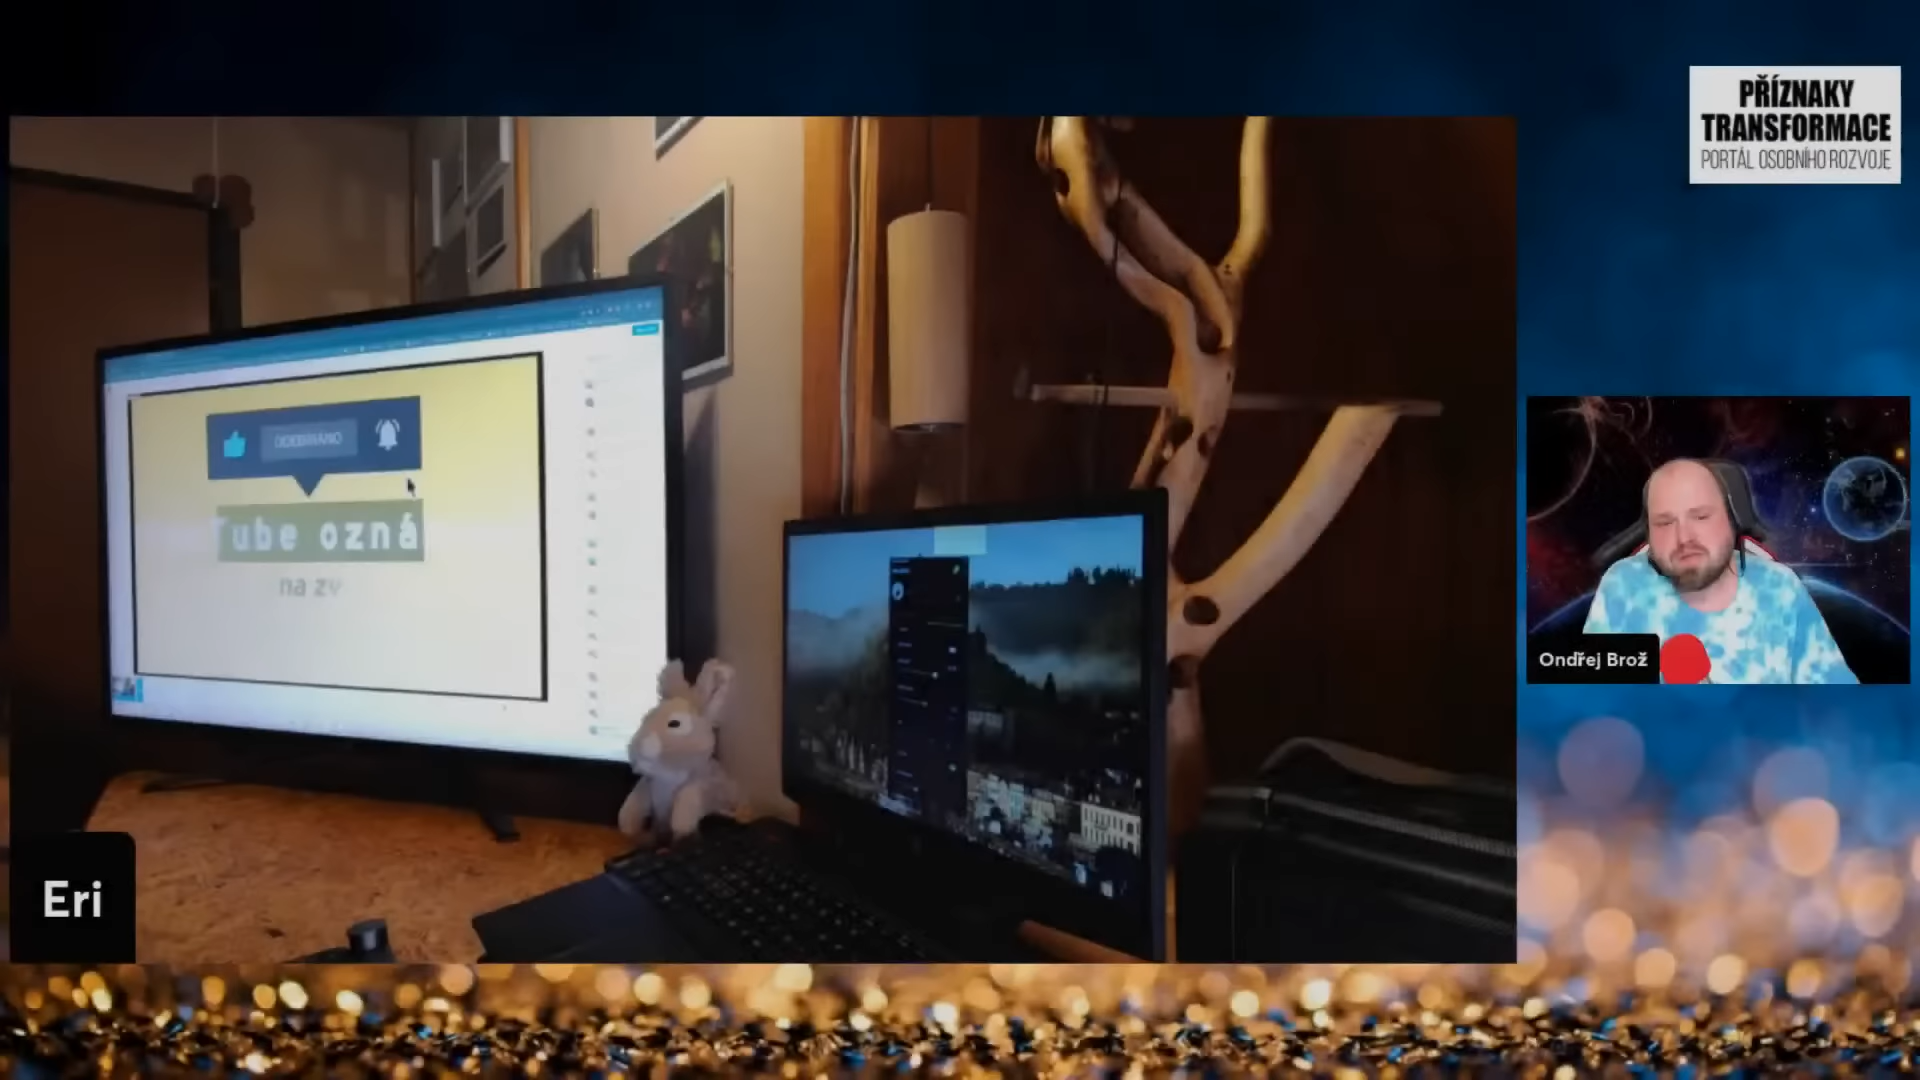 PŘÍZNAKY
TRANSFORMACE
PORTÁL OSOBNÍHO ROZVOJE
ODEBÍRÁNO
Tube ozná
na zv
Ondřej Brož
Eri